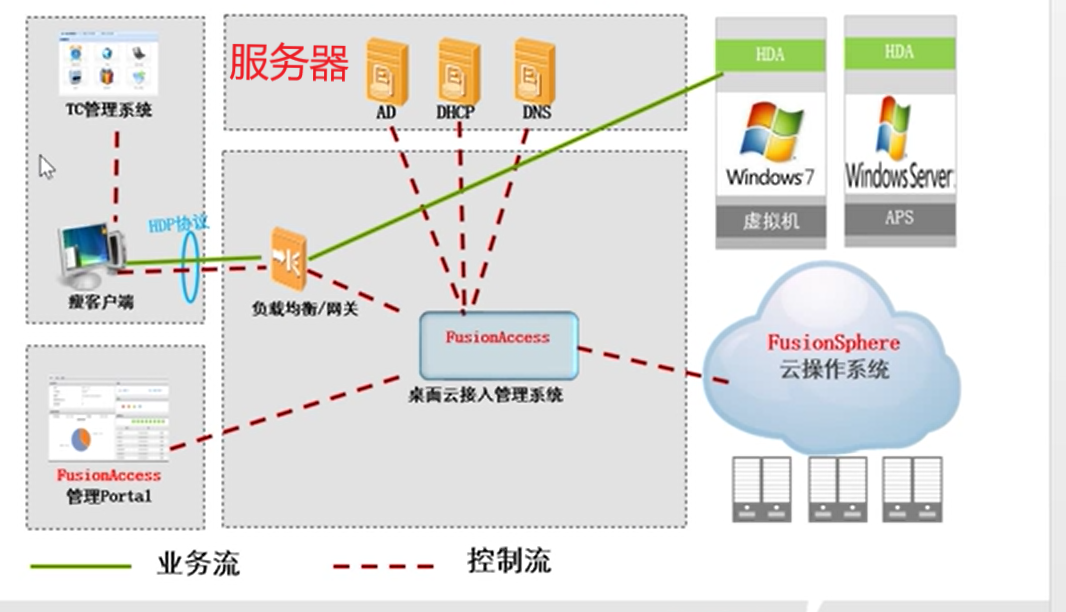 服务器
AD
DHCP
DNS
TC管理系统
HDP协议
瘦客户端
负载均衡/网关
FusionAccess
桌面云接入管理系统
FusionAccess
管理Portal
HDA
Windows 7
虚拟机
HDA
Windows Server
APS
FusionSphere
云操作系统
业务流
控制流